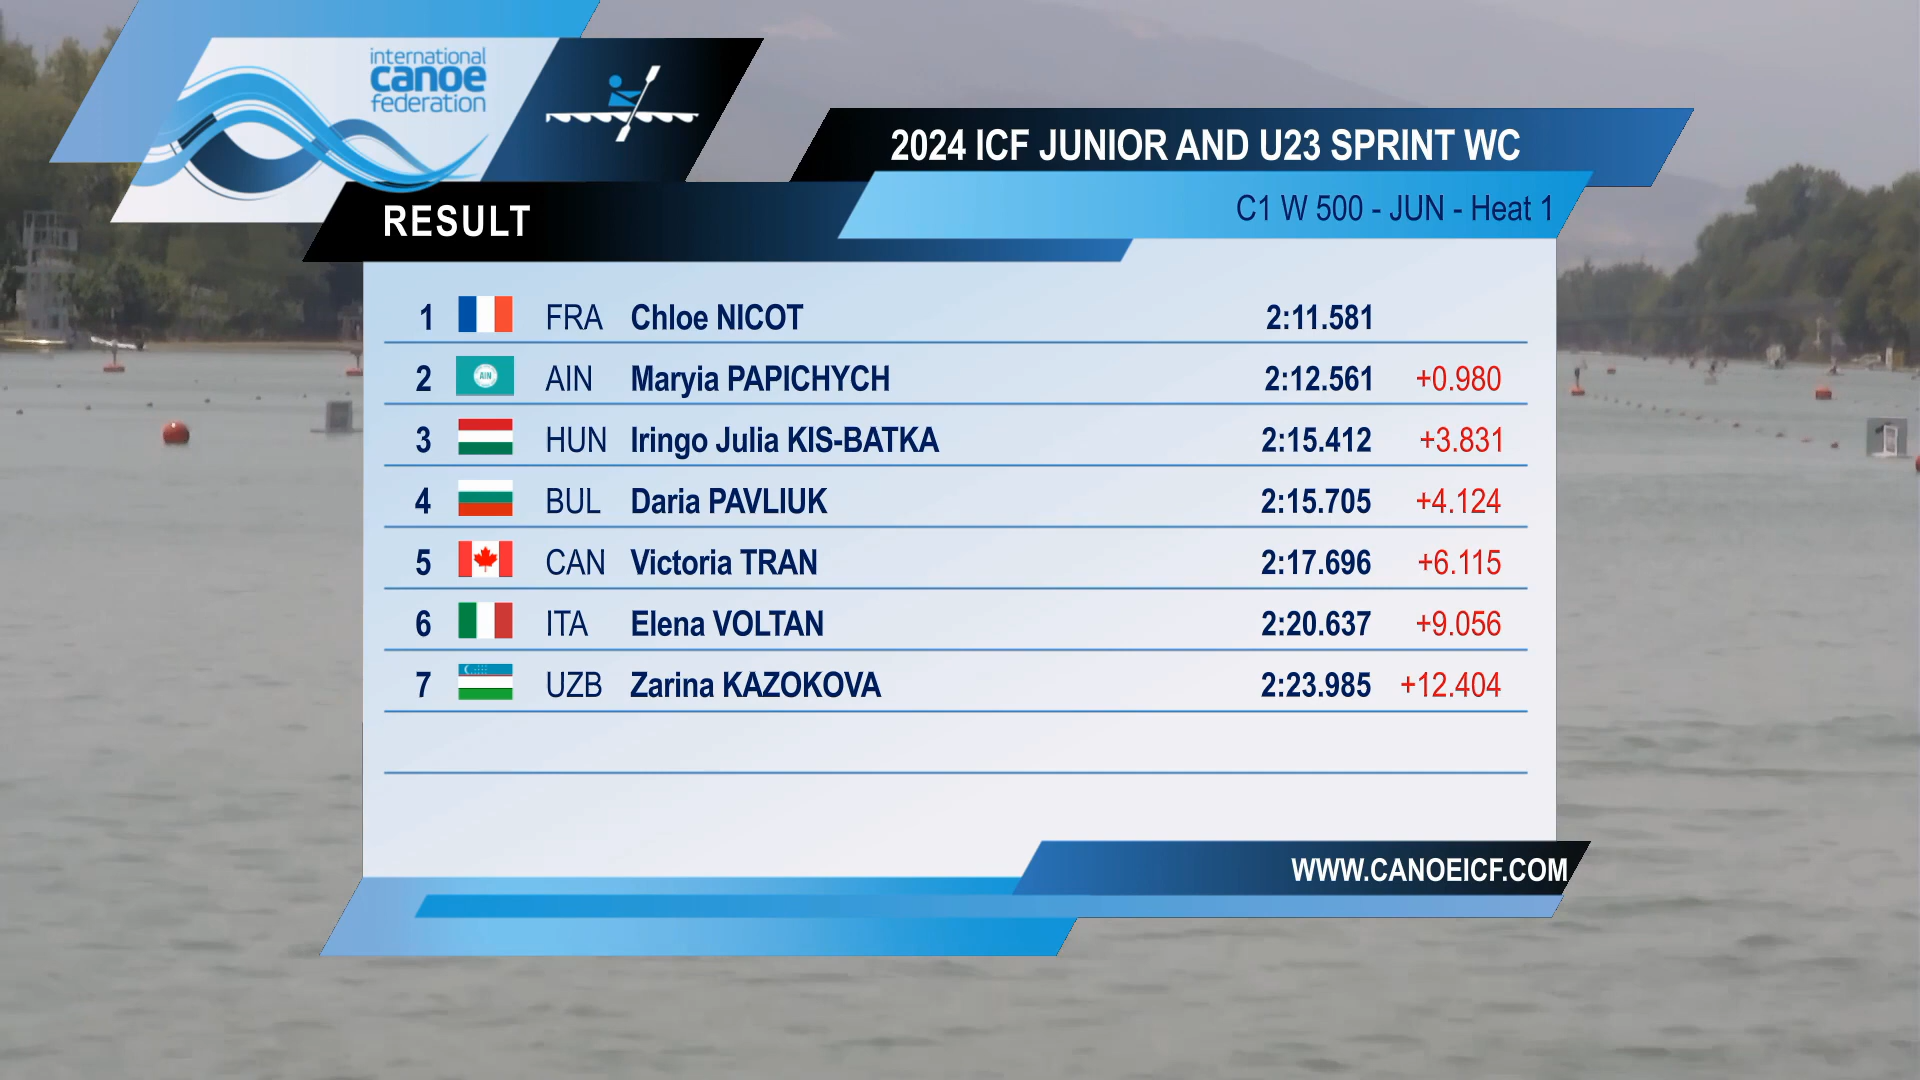 international
canoe
federation
2024 ICF JUNIOR AND U23 SPRINT WC
C1 W 500 - JUN - Heat 1
RESULT
1 FRA Chloe NICOT 2:11.581
2 AIN AIN Maryia PAPICHYCH 2:12.561 +0.980
3 HUN Iringo Julia KIS-BATKA 2:15.412 +3.831
4 BUL Daria PAVLIUK 2:15.705 +4.124
5 CAN Victoria TRAN 2:17.696 +6.115
6 ITA Elena VOLTAN 2:20.637 +9.056
7 UZB Zarina KAZOKOVA 2:23.985 +12.404
WWW.CANOEICF.COM